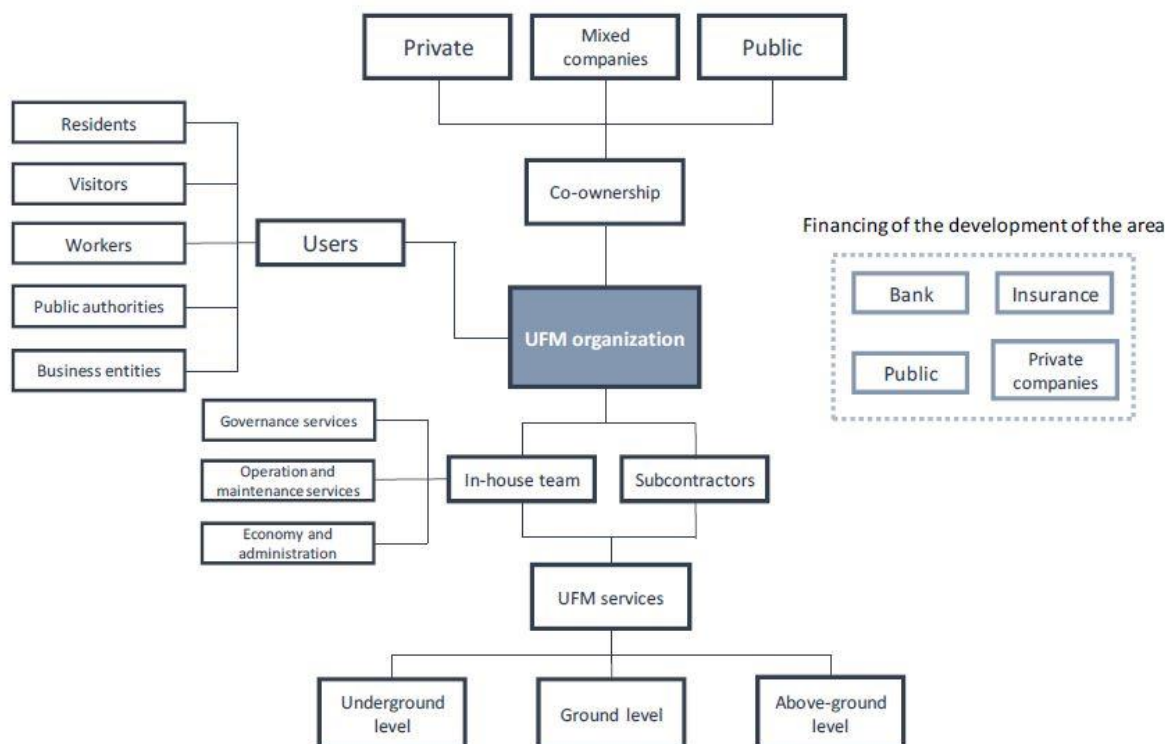 Private
Mixed
companies
Public
Residents
Visitors
Workers
Public authorities
Business entities
Users
Co-ownership
UFM organization
Financing of the development of the area
Bank
Insurance
Public
Private
companies
Governance services
Operation and
maintenance services
Economy and
administration
In-house team
Subcontractors
UFM services
Underground
level
Ground level
Above-ground
level